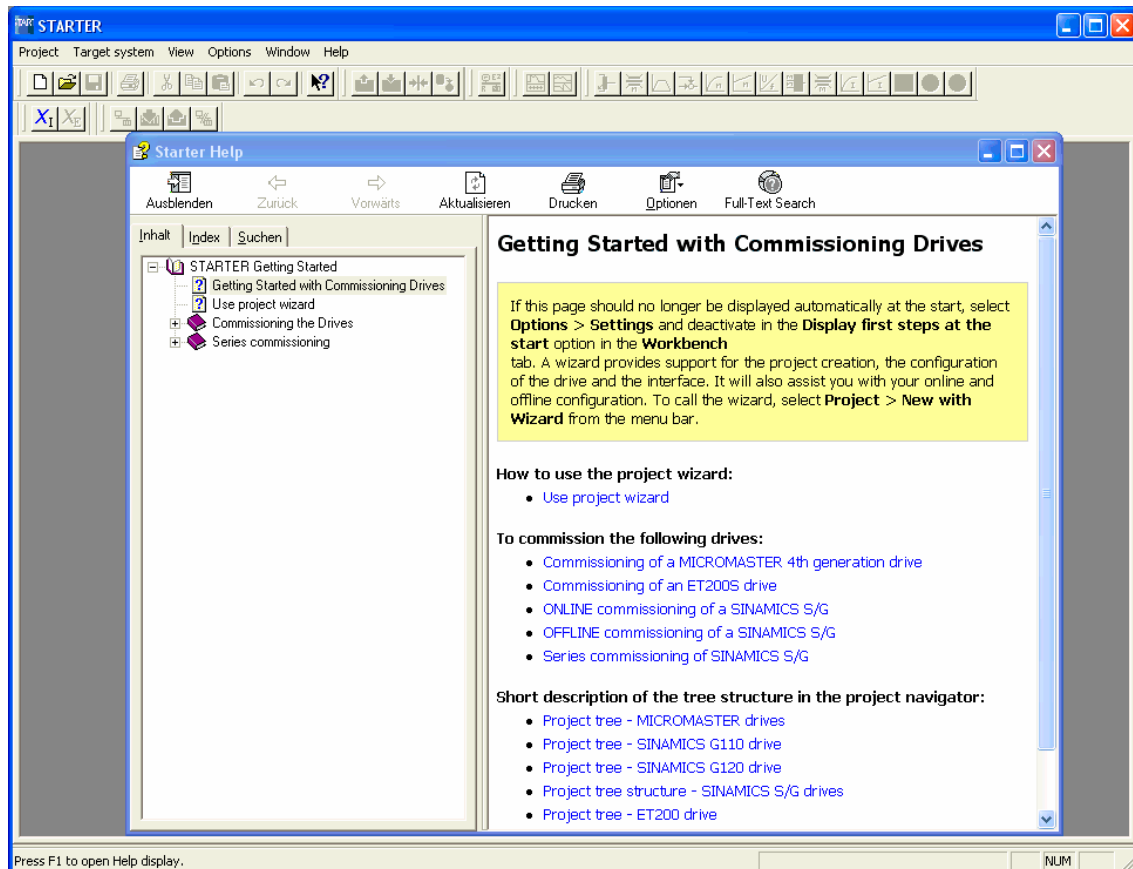 STARTER
Project Target system View Options Window Help
Starter Help
Ausblenden Zurück Vorwärts Aktualisieren Drucken Optionen Full-Text Search
Inhalt Index Suchen
STARTER Getting Started
Getting Started with Commissioning Drives
Use project wizard
Commissioning the Drives
Series commissioning
Getting Started with Commissioning Drives
If this page should no longer be displayed automatically at the start, select
Options > Settings and deactivate in the Display first steps at the
start option in the Workbench
tab. A wizard provides support for the project creation, the configuration
of the drive and the interface. It will also assist you with your online and
offline configuration. To call the wizard, select Project > New with
Wizard from the menu bar.
How to use the project wizard:
• Use project wizard
To commission the following drives:
• Commissioning of a MICROMASTER 4th generation drive
• Commissioning of an ET200S drive
• ONLINE commissioning of a SINAMICS S/G
• OFFLINE commissioning of a SINAMICS S/G
• Series commissioning of SINAMICS S/G
Short description of the tree structure in the project navigator:
• Project tree - MICROMASTER drives
• Project tree - SINAMICS G110 drive
• Project tree - SINAMICS G120 drive
• Project tree structure - SINAMICS S/G drives
• Project tree - ET200 drive
Press F1 to open Help display.
NUM